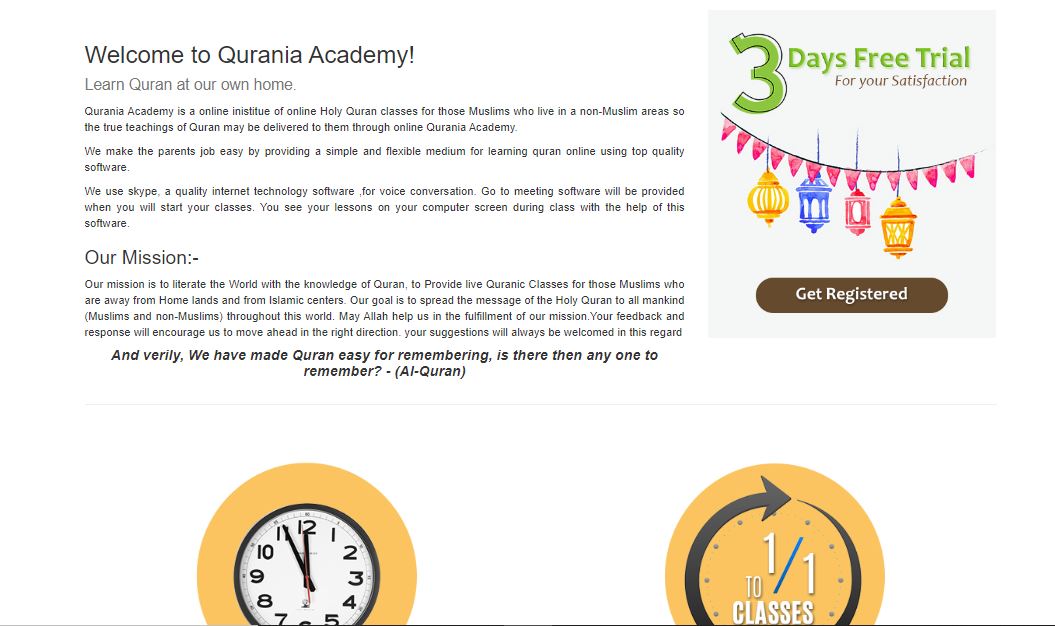 Welcome to Qurania Academy!
Learn Quran at our own home.
Qurania Academy is a online inistitue of online Holy Quran classes for those Muslims who live in a non-Muslim areas so
the true teachings of Quran may be delivered to them through online Qurania Academy.
We make the parents job easy by providing a simple and flexible medium for learning quran online using top quality
software.
We use skype, a quality internet technology software ,for voice conversation. Go to meeting software will be provided
when you will start your classes. You see your lessons on your computer screen during class with the help of this
software.
Our Mission:-
Our mission is to literate the World with the knowledge of Quran, to Provide live Quranic Classes for those Muslims who
are away from Home lands and from Islamic centers. Our goal is to spread the message of the Holy Quran to all mankind
(Muslims and non-Muslims) throughout this world. May Allah help us in the fulfillment of our mission.Your feedback and
response will encourage us to move ahead in the right direction. your suggestions will always be welcomed in this regard
And verily, We have made Quran easy for remembering, is there then any one to
remember? - (Al-Quran)
3 Days Free Trial
For your Satisfaction
Get Registered
11 12 1
10 2
9 3
8 4
7 5
1/1
TO
CLASSES